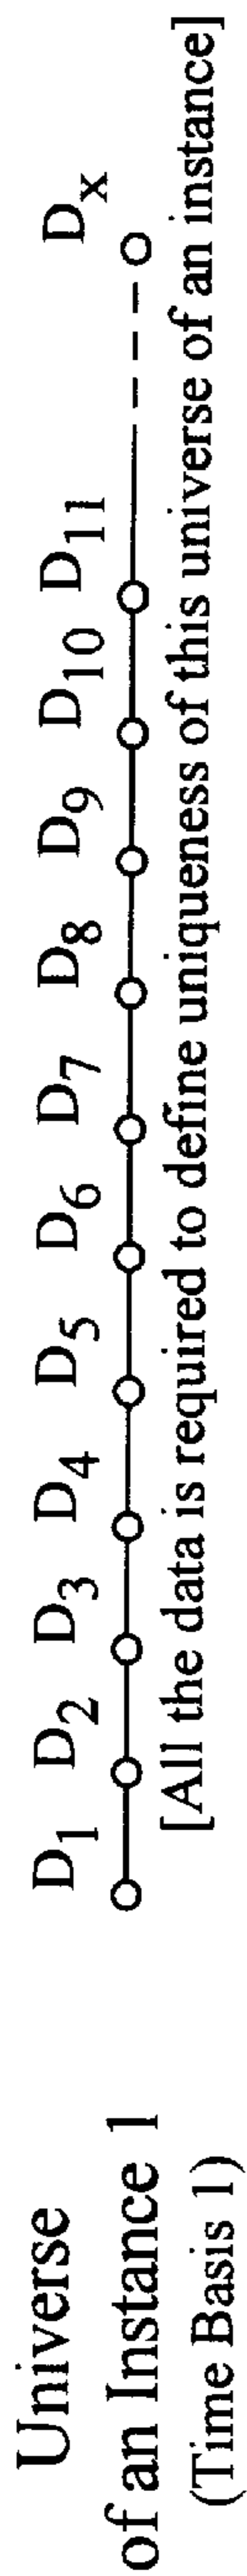 Universe
of an Instance 1
(Time Basis 1)
D1 D2 D3 D4 D5 D6 D7 D8 D9 D10 D11 Dx
[All the data is required to define uniqueness of this universe of an instance]